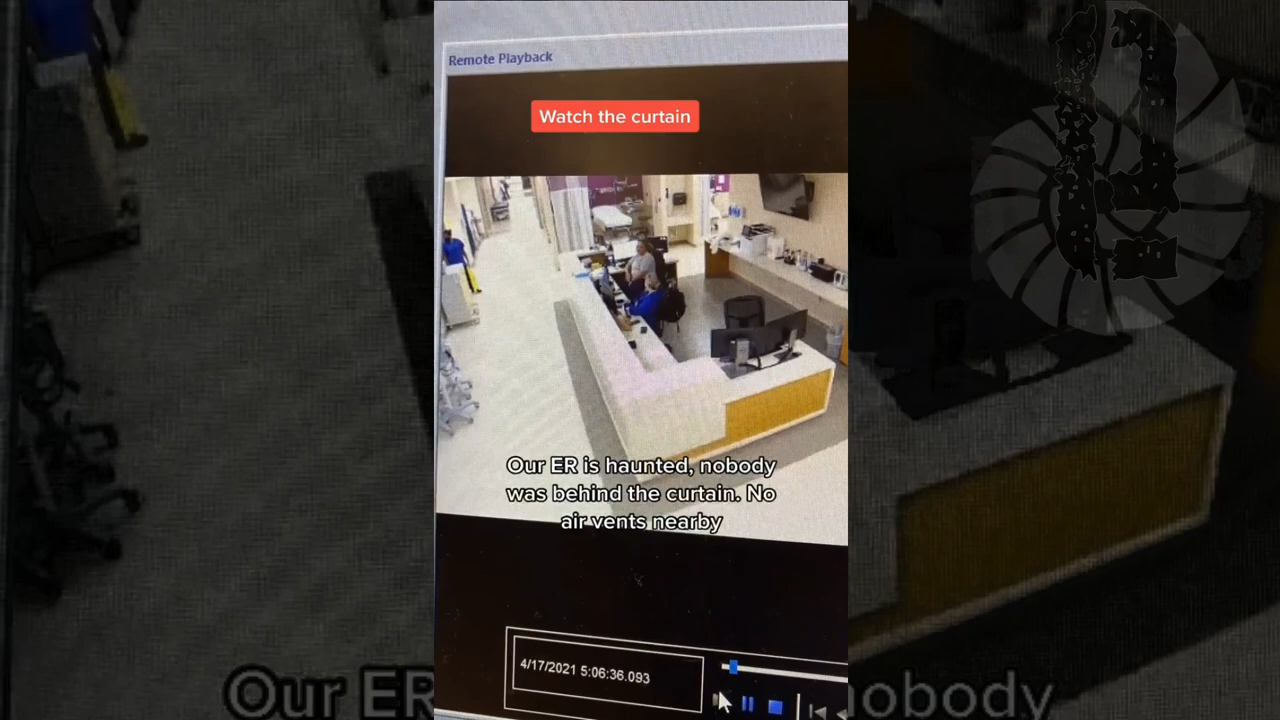 Remote Playback
Watch the curtain
Our ER is haunted, nobody
was behind the curtain. No
air vents nearby
4/17/2021 5:06:36.093
Our ER
nobody